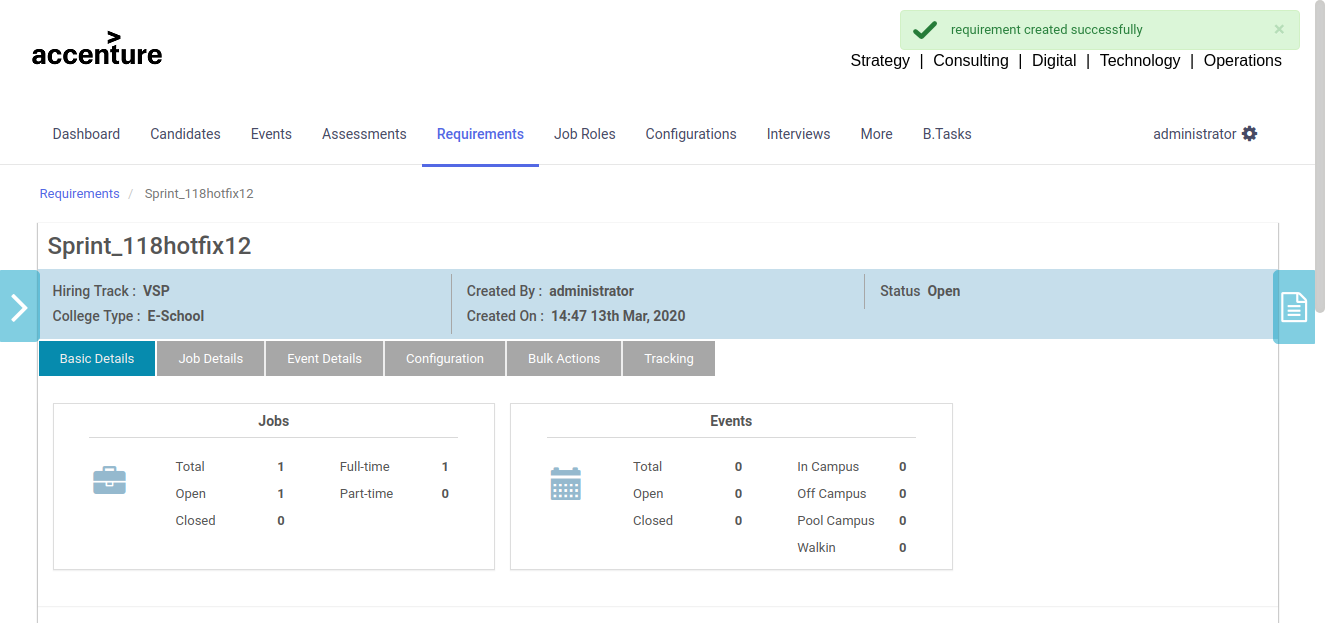 requirement created successfully ×
accenture
Strategy | Consulting | Digital | Technology | Operations
Dashboard Candidates Events Assessments Requirements Job Roles Configurations Interviews More B.Tasks administrator
Requirements / Sprint_118hotfix12
Sprint_118hotfix12
Hiring Track : VSP Created By : administrator Status Open
College Type : E-School Created On : 14:47 13th Mar, 2020
Basic Details Job Details Event Details Configuration Bulk Actions Tracking
Jobs
Total 1 Full-time 1
Open 1 Part-time 0
Closed 0
Events
Total 0 In Campus 0
Open 0 Off Campus 0
Closed 0 Pool Campus 0
Walkin 0